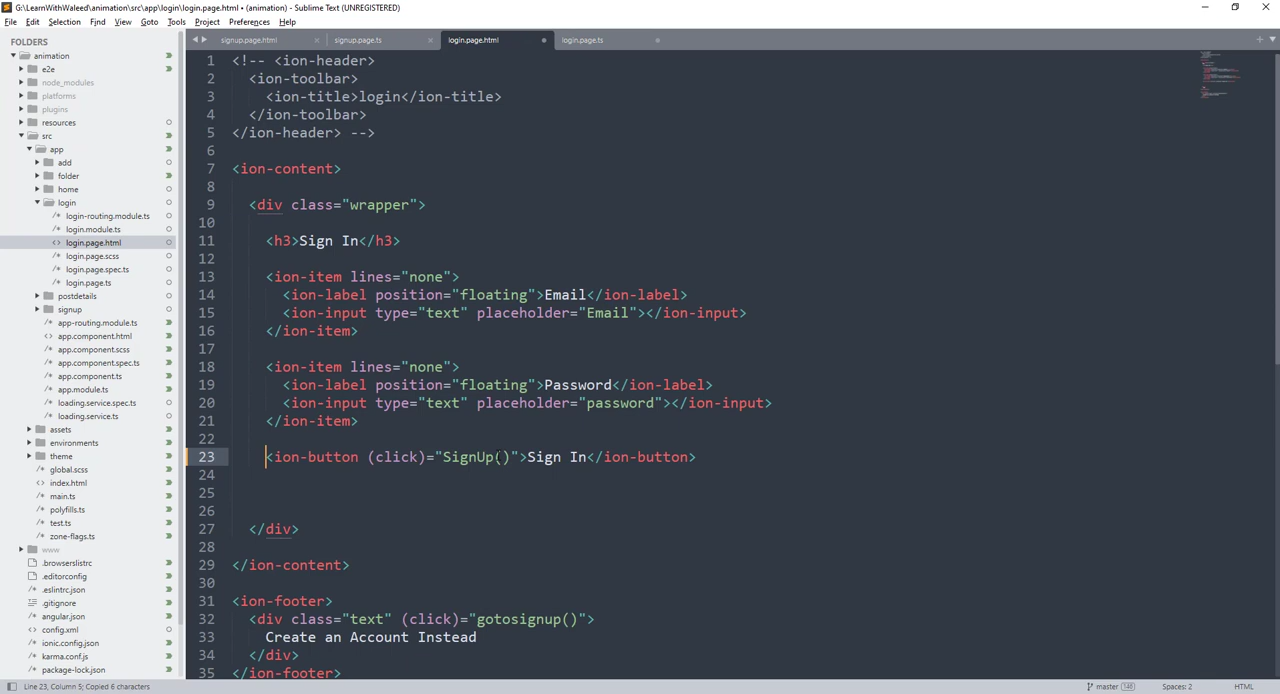 G:\LearnWithWaleed\animation\src\app\login\login.page.html • (animation) - Sublime Text (UNREGISTERED)
File Edit Selection Find View Goto Tools Project Preferences Help
FOLDERS
animation
e2e
node_modules
platforms
plugins
resources
src
app
add
folder
home
login
login-routing.module.ts
login.module.ts
login.page.html
login.page.scss
login.page.spec.ts
login.page.ts
postdetails
signup
app-routing.module.ts
app.component.html
app.component.scss
app.component.spec.ts
app.component.ts
app.module.ts
loading.service.spec.ts
loading.service.ts
assets
environments
theme
global.scss
index.html
main.ts
polyfills.ts
test.ts
zone-flags.ts
www
.browserslistrc
.editorconfig
.eslintrc.json
.gitignore
angular.json
config.xml
ionic.config.json
karma.conf.js
package-lock.json
signup.page.html signup.page.ts login.page.html login.page.ts
1 <!-- <ion-header>
2 <ion-toolbar>
3 <ion-title>login</ion-title>
4 </ion-toolbar>
5 </ion-header> -->
6
7 <ion-content>
8
9 <div class="wrapper">
10
11 <h3>Sign In</h3>
12
13 <ion-item lines="none">
14 <ion-label position="floating">Email</ion-label>
15 <ion-input type="text" placeholder="Email"></ion-input>
16 </ion-item>
17
18 <ion-item lines="none">
19 <ion-label position="floating">Password</ion-label>
20 <ion-input type="text" placeholder="password"></ion-input>
21 </ion-item>
22
23 <ion-button (click)="SignUp()">Sign In</ion-button>
24
25
26
27 </div>
28
29 </ion-content>
30
31 <ion-footer>
32 <div class="text" (click)="gotosignup()">
33 Create an Account Instead
34 </div>
35 </ion-footer>
Line 23, Column 5; Copied 6 characters
master 148 Spaces: 2 HTML